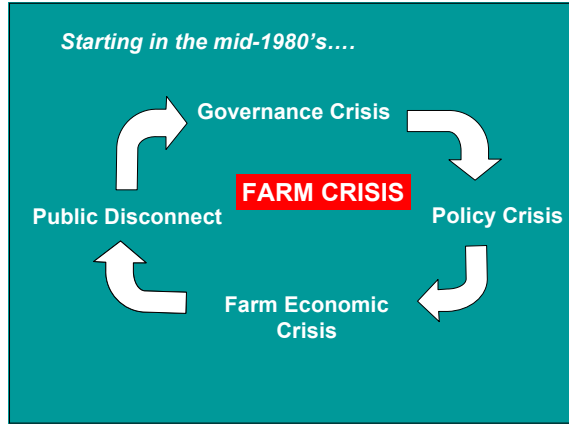 Starting in the mid-1980’s….
Governance Crisis
FARM CRISIS
Public Disconnect
Policy Crisis
Farm Economic
Crisis